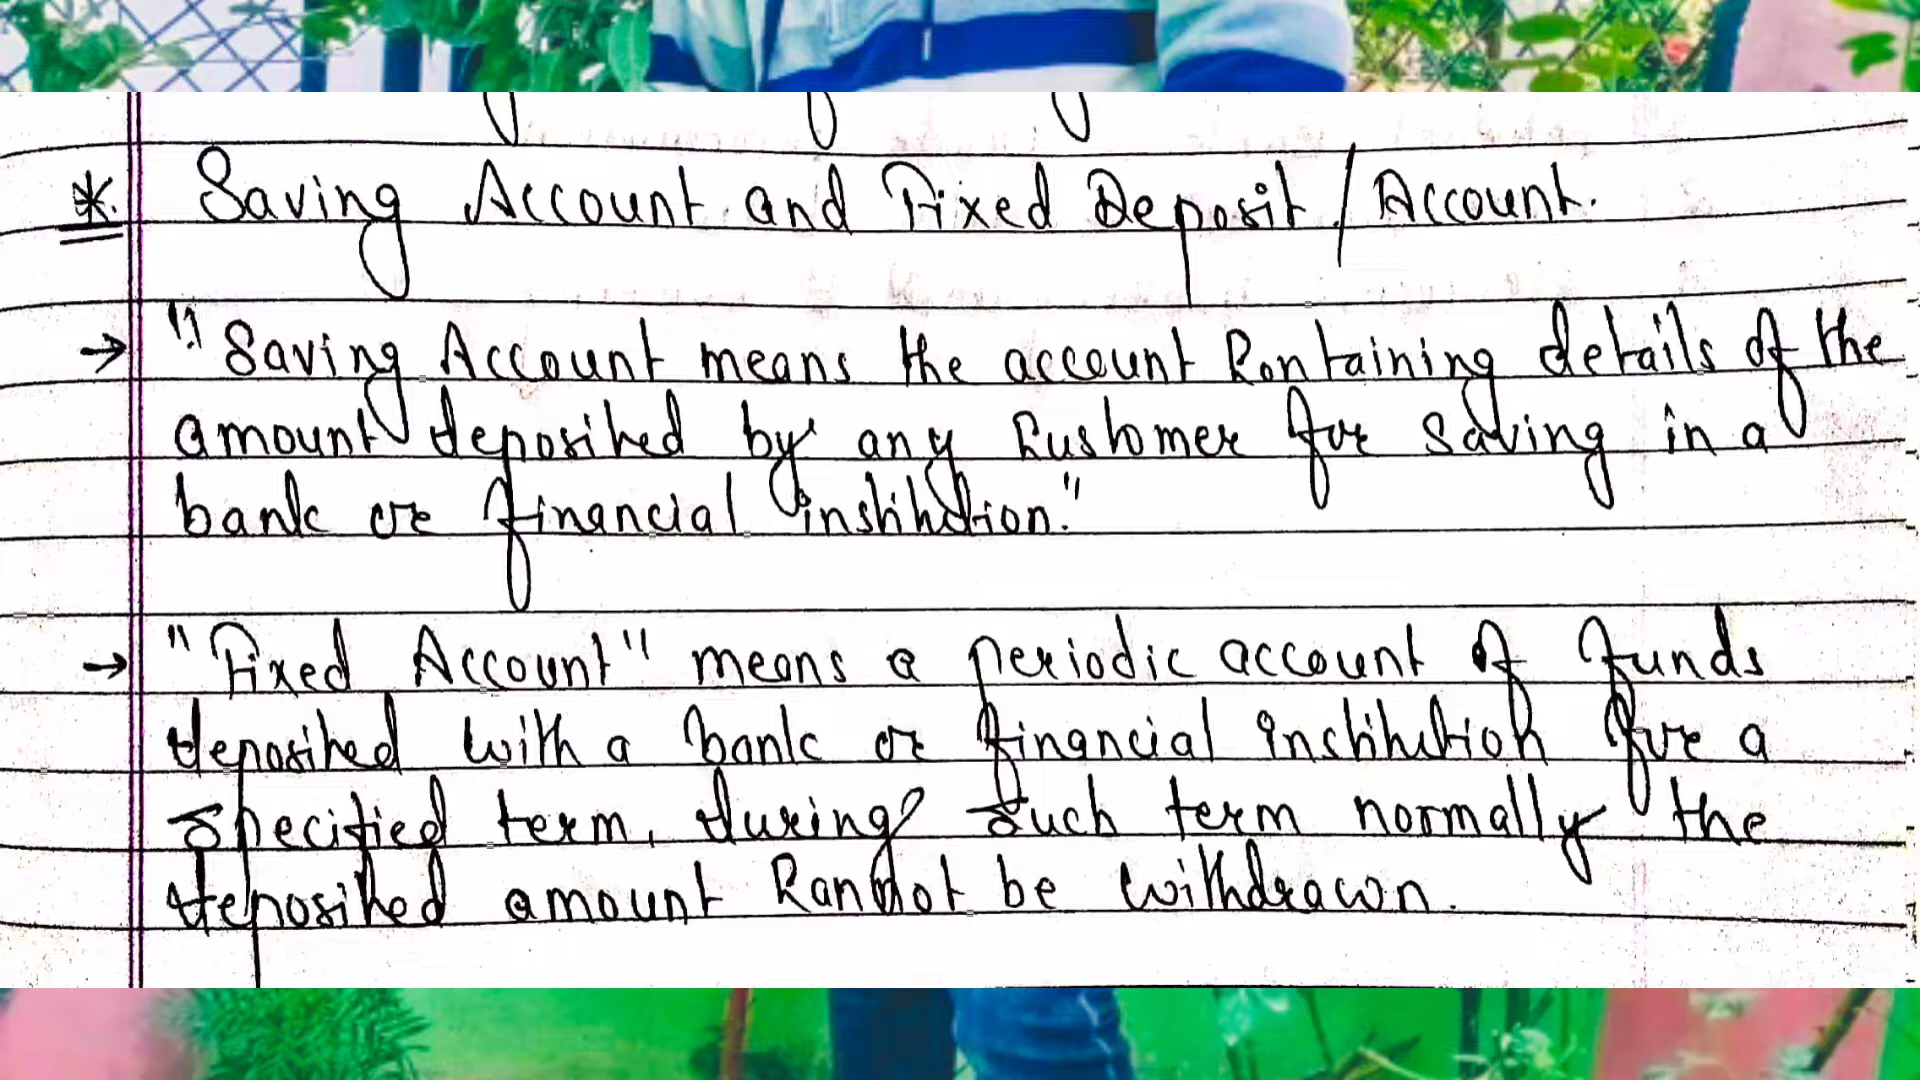 *. Saving Account and Fixed Deposit / Account.
→ "Saving Account means the account Containing details of the
amount deposited by any Customer for Saving in a
bank or financial institution."
→ "Fixed Account" means a periodic account of funds
deposited with a bank or financial institution for a
specified term, during such term normally the
deposited amount Cannot be withdrawn.